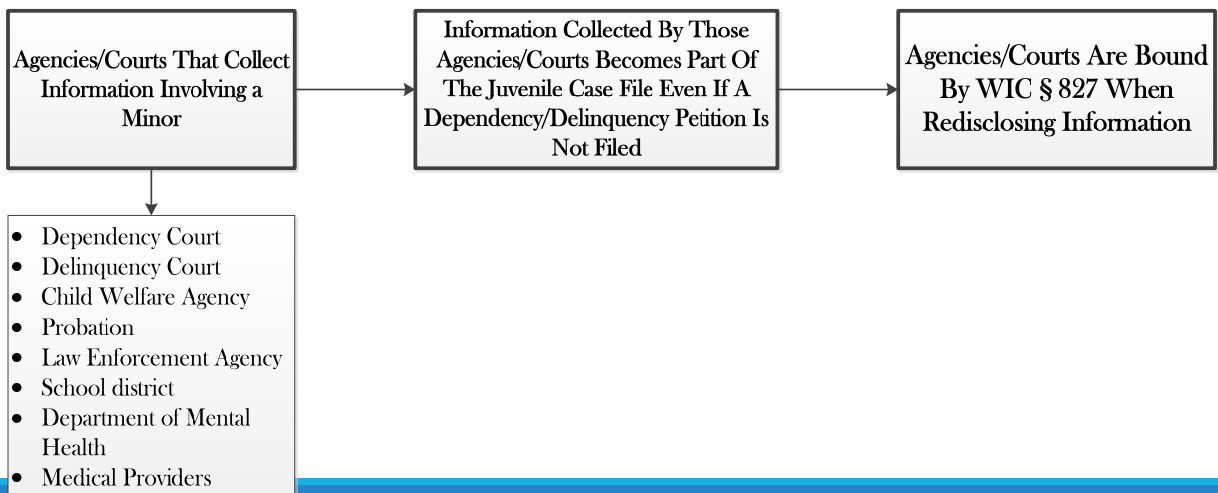 Agencies/Courts That Collect
Information Involving a
Minor
Information Collected By Those
Agencies/Courts Becomes Part Of
The Juvenile Case File Even If A
Dependency/Delinquency Petition Is
Not Filed
Agencies/Courts Are Bound
By WIC § 827 When
Redisclosing Information
• Dependency Court
• Delinquency Court
• Child Welfare Agency
• Probation
• Law Enforcement Agency
• School district
• Department of Mental
Health
• Medical Providers